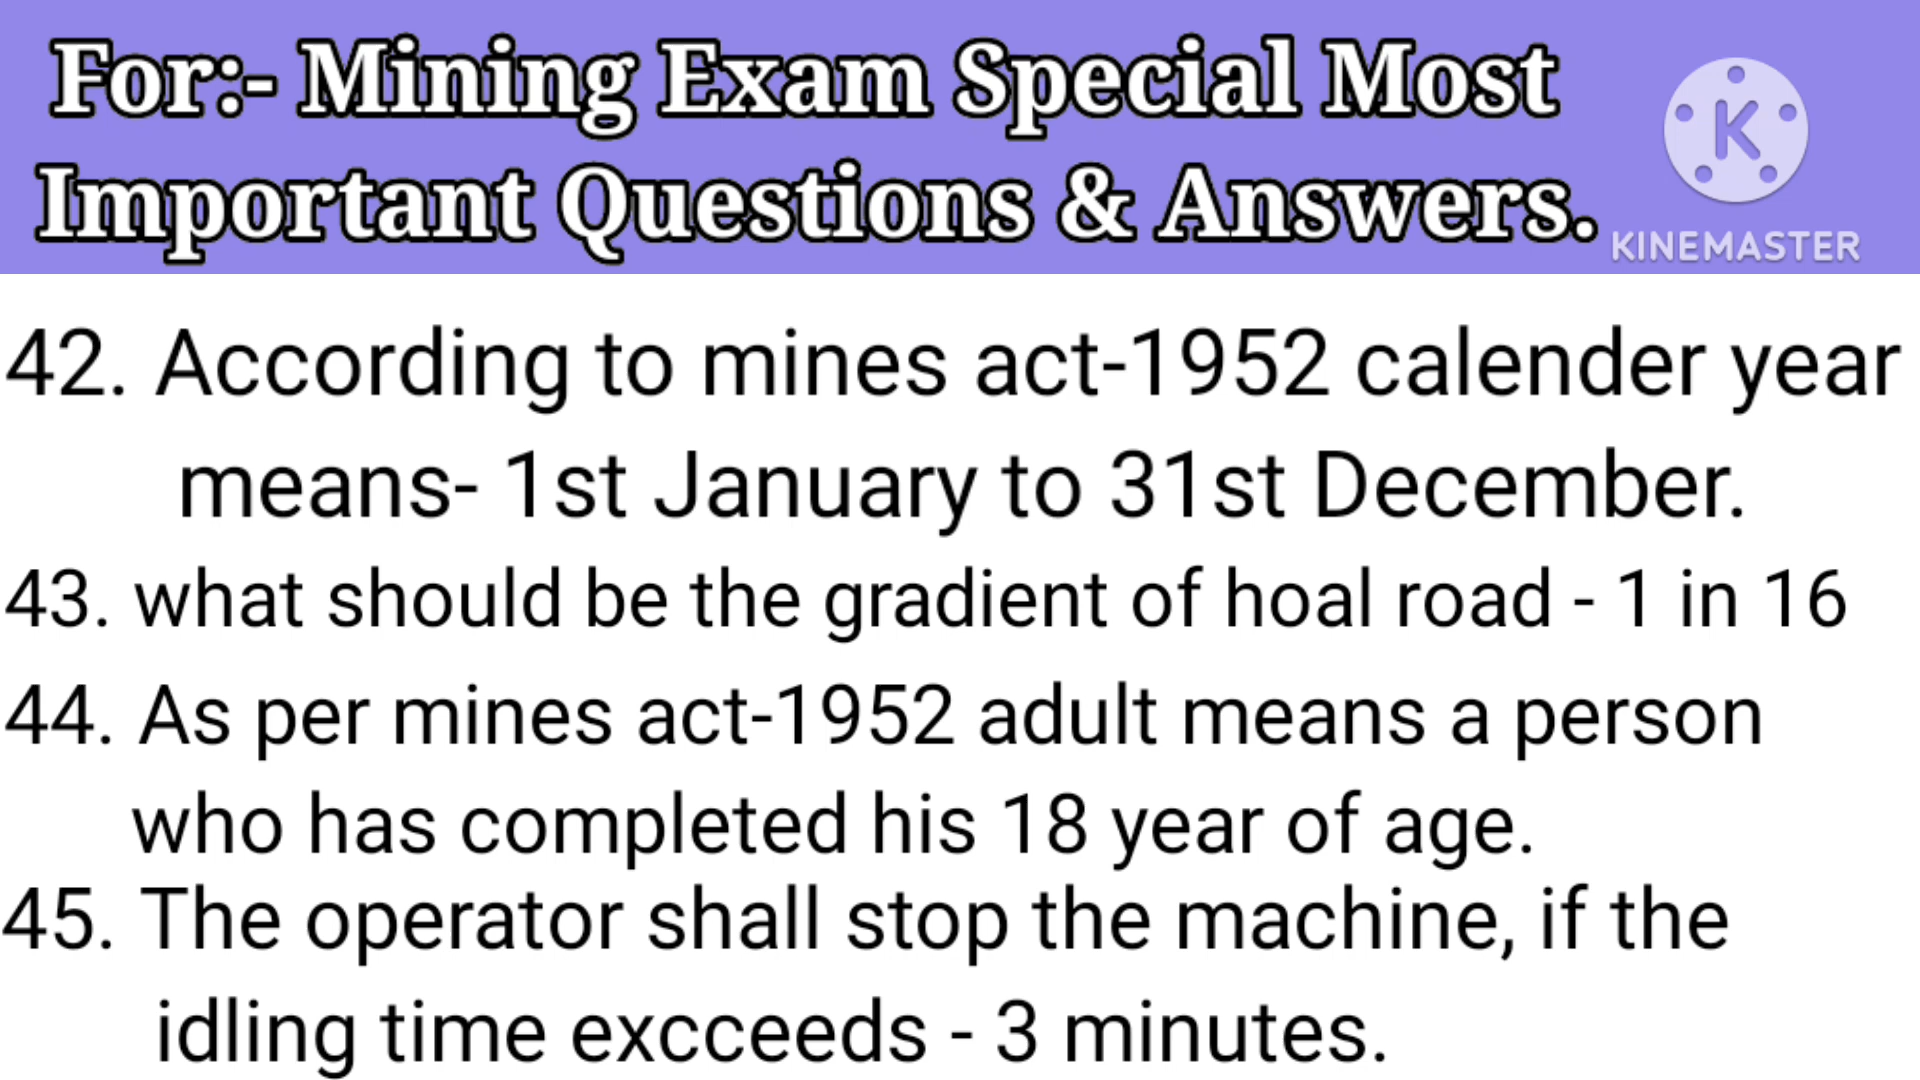 For:- Mining Exam Special Most
Important Questions & Answers.
K
KINEMASTER
42. According to mines act-1952 calender year
means- 1st January to 31st December.
43. what should be the gradient of hoal road - 1 in 16
44. As per mines act-1952 adult means a person
who has completed his 18 year of age.
45. The operator shall stop the machine, if the
idling time excceeds - 3 minutes.